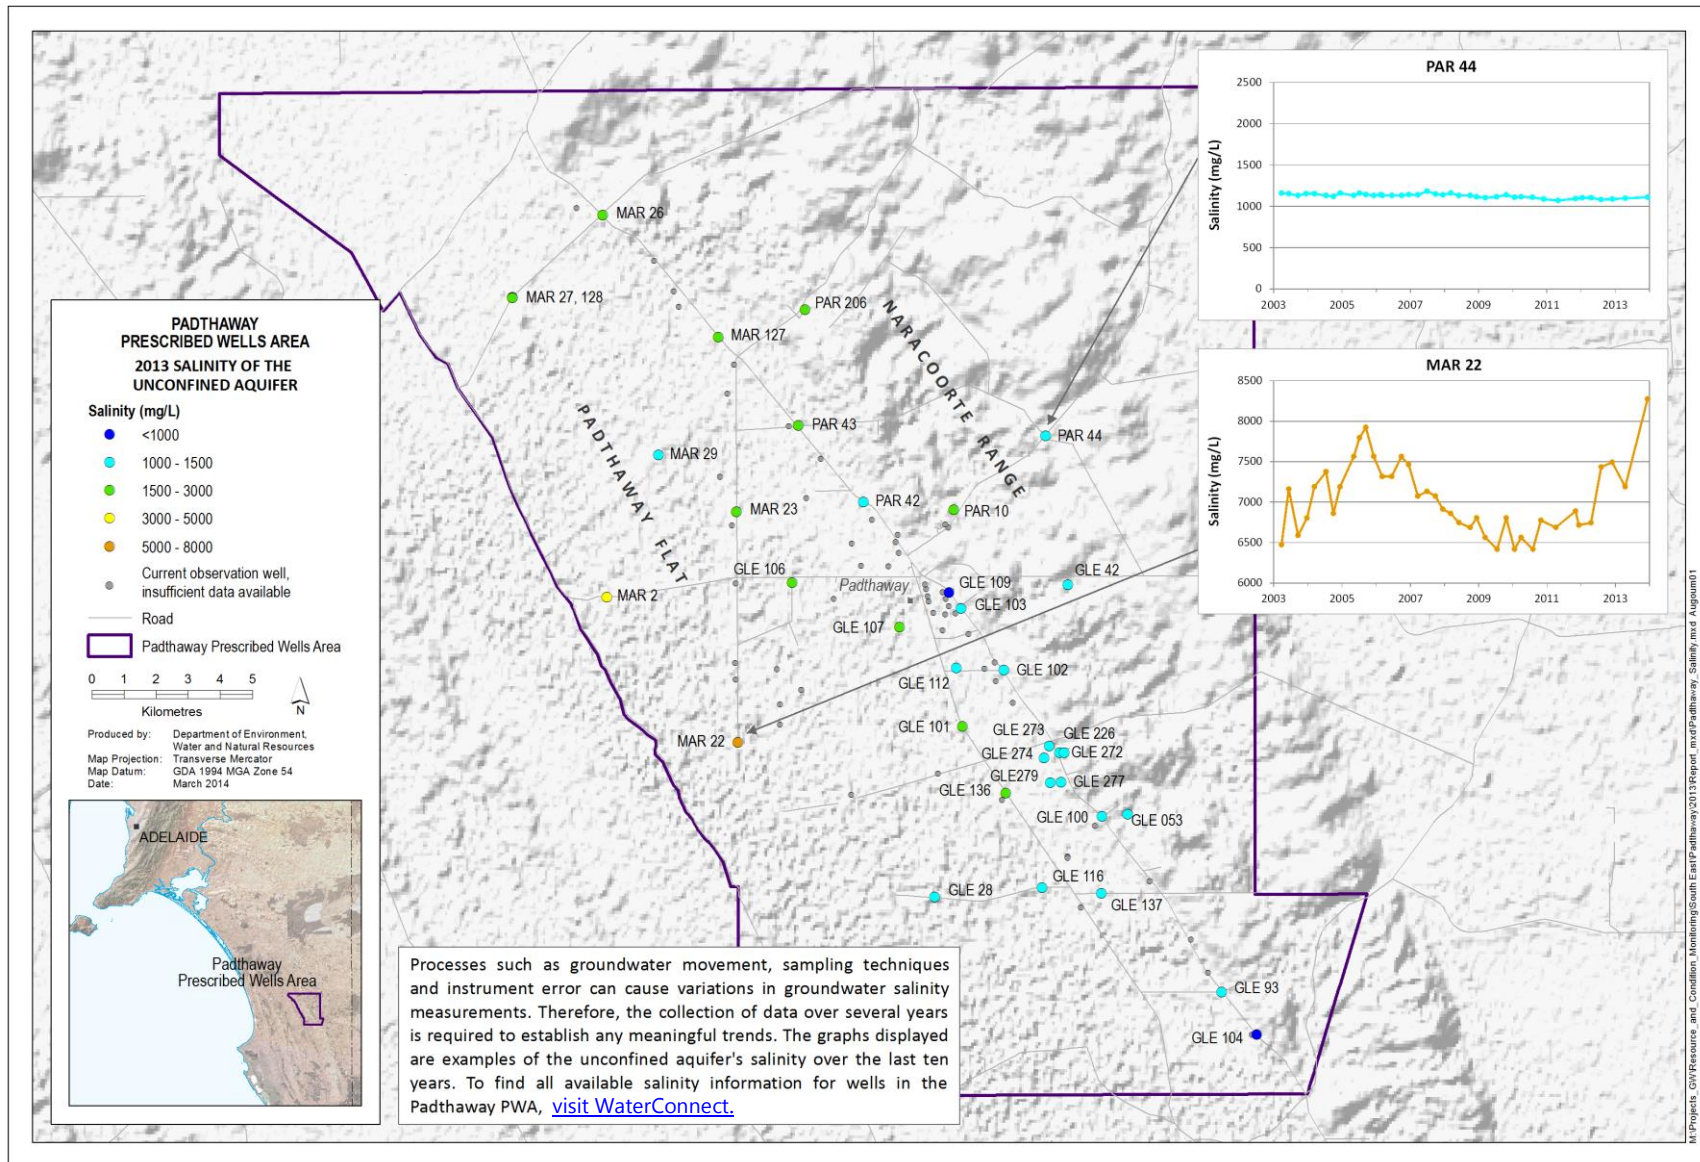 PADTHAWAY
PRESCRIBED WELLS AREA
2013 SALINITY OF THE
UNCONFINED AQUIFER
Salinity (mg/L)
<1000
1000 - 1500
1500 - 3000
3000 - 5000
5000 - 8000
Current observation well,
insufficient data available
Road
Padthaway Prescribed Wells Area
0 1 2 3 4 5
Kilometres
N
Produced by: Department of Environment,
Water and Natural Resources
Map Projection: Transverse Mercator
Map Datum: GDA 1994 MGA Zone 54
Date: March 2014
ADELAIDE
Padthaway
Prescribed Wells Area
MAR 26
MAR 27, 128
PAR 206
MAR 127
NARACOORTE RANGE
PADTHAWAY FLAT
PAR 43
PAR 44
MAR 29
PAR 42
MAR 23
PAR 10
GLE 106
Padthaway
GLE 109
GLE 42
MAR 2
GLE 103
GLE 107
GLE 112
GLE 102
GLE 101
GLE 273
GLE 226
MAR 22
GLE 274
GLE 272
GLE279
GLE 277
GLE 136
GLE 100
GLE 053
GLE 116
GLE 28
GLE 137
GLE 93
GLE 104
PAR 44
Salinity (mg/L)
2500
2000
1500
1000
500
0
2003 2005 2007 2009 2011 2013
MAR 22
Salinity (mg/L)
8500
8000
7500
7000
6500
6000
2003 2005 2007 2009 2011 2013
Processes such as groundwater movement, sampling techniques
and instrument error can cause variations in groundwater salinity
measurements. Therefore, the collection of data over several years
is required to establish any meaningful trends. The graphs displayed
are examples of the unconfined aquifer's salinity over the last ten
years. To find all available salinity information for wells in the
Padthaway PWA, visit WaterConnect.
M:\Projects_GW\Resource_and_Condition_Monitoring\South East\Padthaway\2013\Report_mxd\Padthaway_Salinity.mxd Augoum01